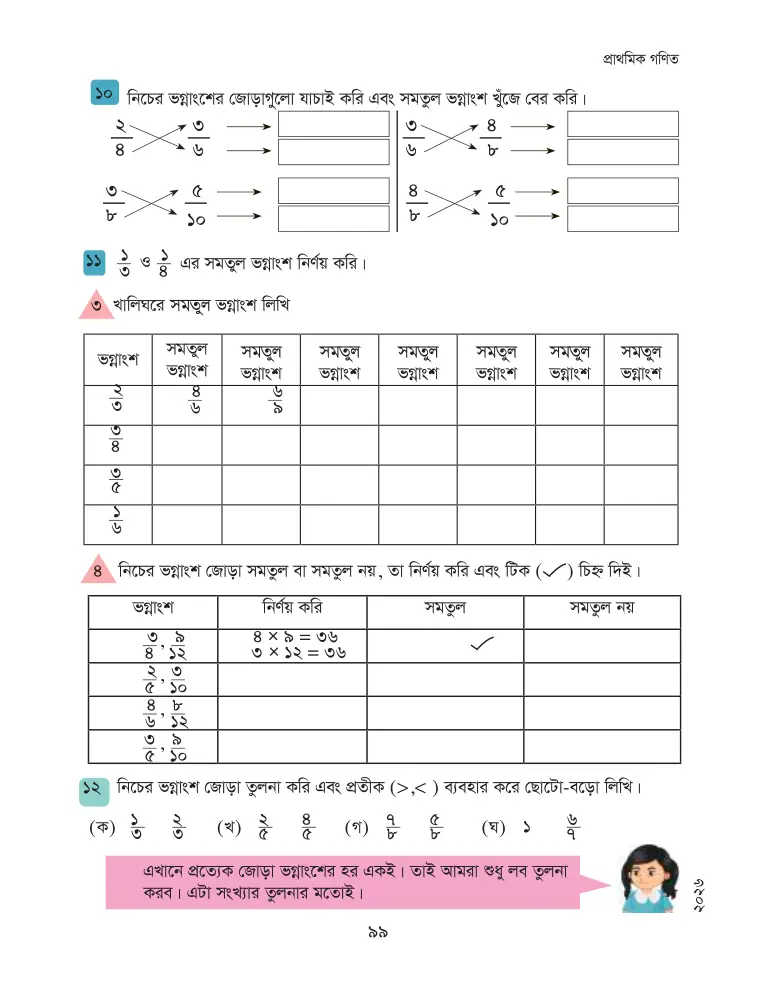 প্রাথমিক গণিত
১০ নিচের ভগ্নাংশের জোড়াগুলো যাচাই করি এবং সমতুল ভগ্নাংশ খুঁজে বের করি।
২/৪ ৩/৬ ৩/৬ ৪/৮
৩/৮ ৫/১০ ৪/৮ ৫/১০
১১ ১/৩ ও ১/৪ এর সমতুল ভগ্নাংশ নির্ণয় করি।
৩ খালিঘরে সমতুল ভগ্নাংশ লিখি
ভগ্নাংশ সমতুল ভগ্নাংশ সমতুল ভগ্নাংশ সমতুল ভগ্নাংশ সমতুল ভগ্নাংশ সমতুল ভগ্নাংশ সমতুল ভগ্নাংশ সমতুল ভগ্নাংশ
২/৩ ৪/৬ ৬/৯
৩/৪
৩/৫
১/৬
৪ নিচের ভগ্নাংশ জোড়া সমতুল বা সমতুল নয়, তা নির্ণয় করি এবং টিক (✓) চিহ্ন দিই।
ভগ্নাংশ নির্ণয় করি সমতুল সমতুল নয়
৩/৪, ৯/১২ ৪ × ৯ = ৩৬ ✓
৩ × ১২ = ৩৬
২/৫, ৩/১০
৪/৬, ৮/১২
৩/৫, ৯/১০
১২ নিচের ভগ্নাংশ জোড়া তুলনা করি এবং প্রতীক (>,<) ব্যবহার করে ছোটো-বড়ো লিখি।
(ক) ১/৩ ২/৩ (খ) ২/৫ ৪/৫ (গ) ৭/৮ ৫/৮ (ঘ) ১ ৬/৭
এখানে প্রত্যেক জোড়া ভগ্নাংশের হর একই। তাই আমরা শুধু লব তুলনা
করব। এটা সংখ্যার তুলনার মতোই।
২০২৬
৯৯